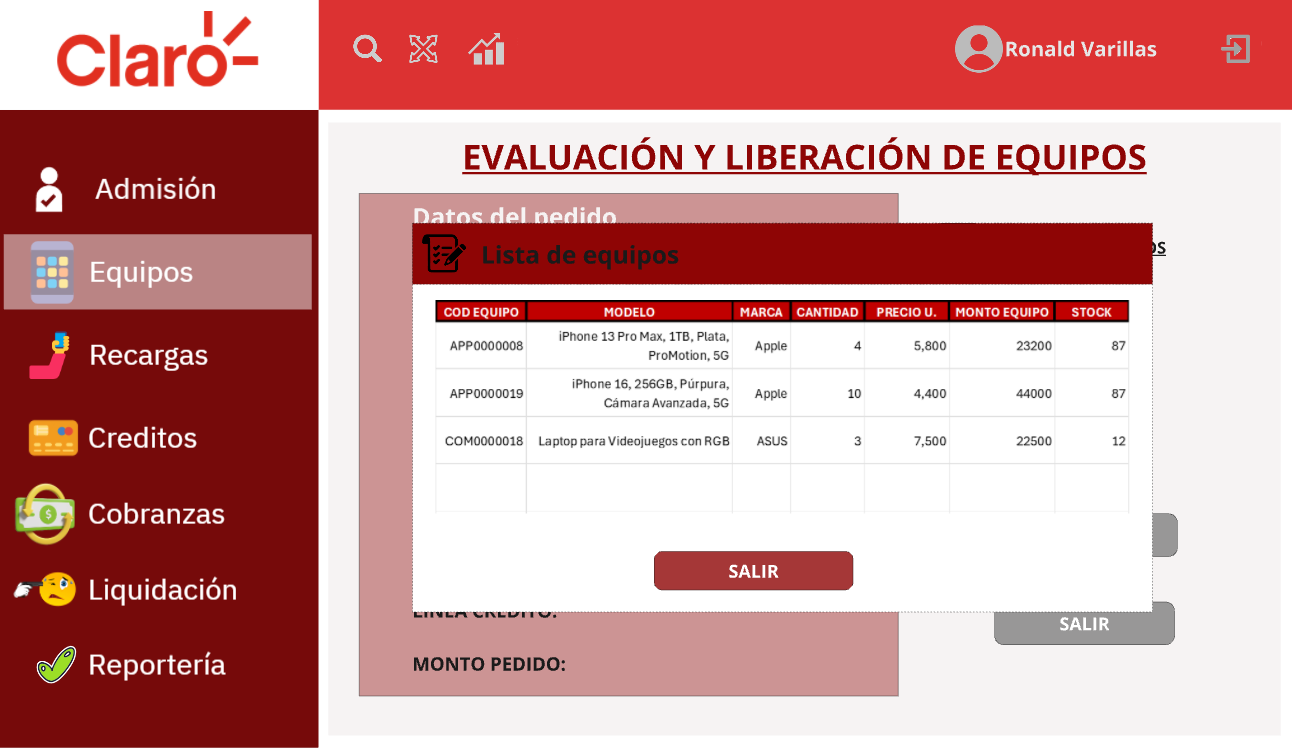 Claro
Ronald Varillas
Admisión
Equipos
Recargas
Creditos
Cobranzas
Liquidación
Reportería
EVALUACIÓN Y LIBERACIÓN DE EQUIPOS
Datos del pedido
Lista de equipos
COD EQUIPO MODELO MARCA CANTIDAD PRECIO U. MONTO EQUIPO STOCK
APP0000008 iPhone 13 Pro Max, 1TB, Plata, ProMotion, 5G Apple 4 5,800 23200 87
APP0000019 iPhone 16, 256GB, Púrpura, Cámara Avanzada, 5G Apple 10 4,400 44000 87
COM0000018 Laptop para Videojuegos con RGB ASUS 3 7,500 22500 12
SALIR
LINEA CREDITO:
SALIR
MONTO PEDIDO: